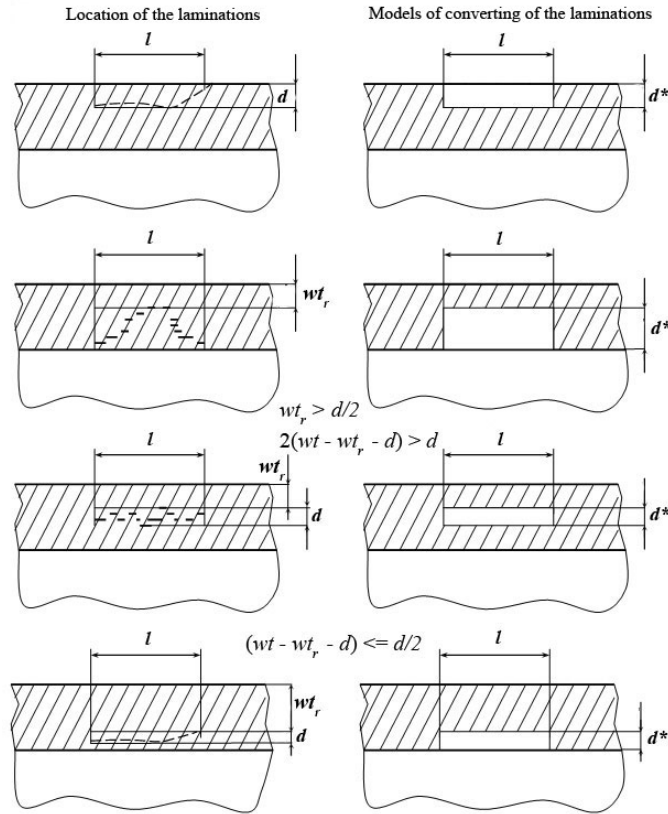 Location of the laminations
Models of converting of the laminations
l
l
d
d*
l
l
wt_r
d*
wt_r > d/2
2(wt - wt_r - d) > d
l
l
wt_r
d
d*
(wt - wt_r - d) <= d/2
l
l
wt_r
d
d*